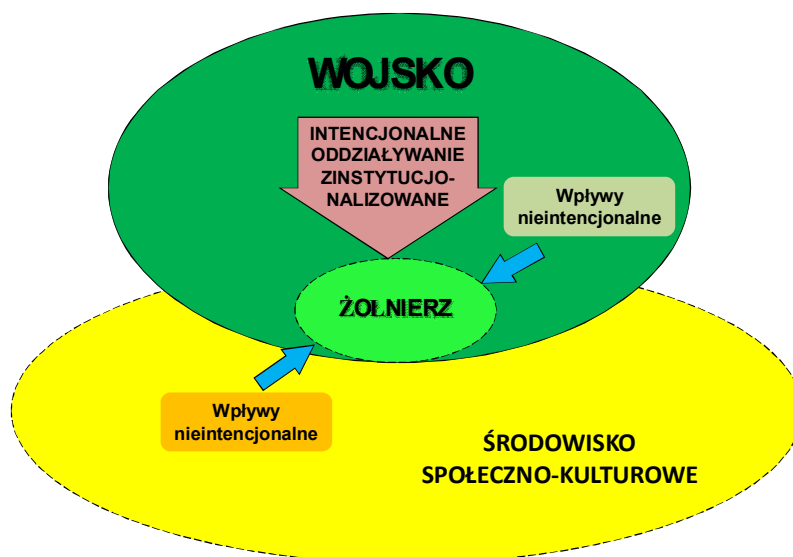 WOJSKO
INTENCJONALNE
ODDZIAŁYWANIE
ZINSTYTUCJO-
NALIZOWANE
Wpływy
nieintencjonalne
ŻOŁNIERZ
Wpływy
nieintencjonalne
ŚRODOWISKO
SPOŁECZNO-KULTUROWE